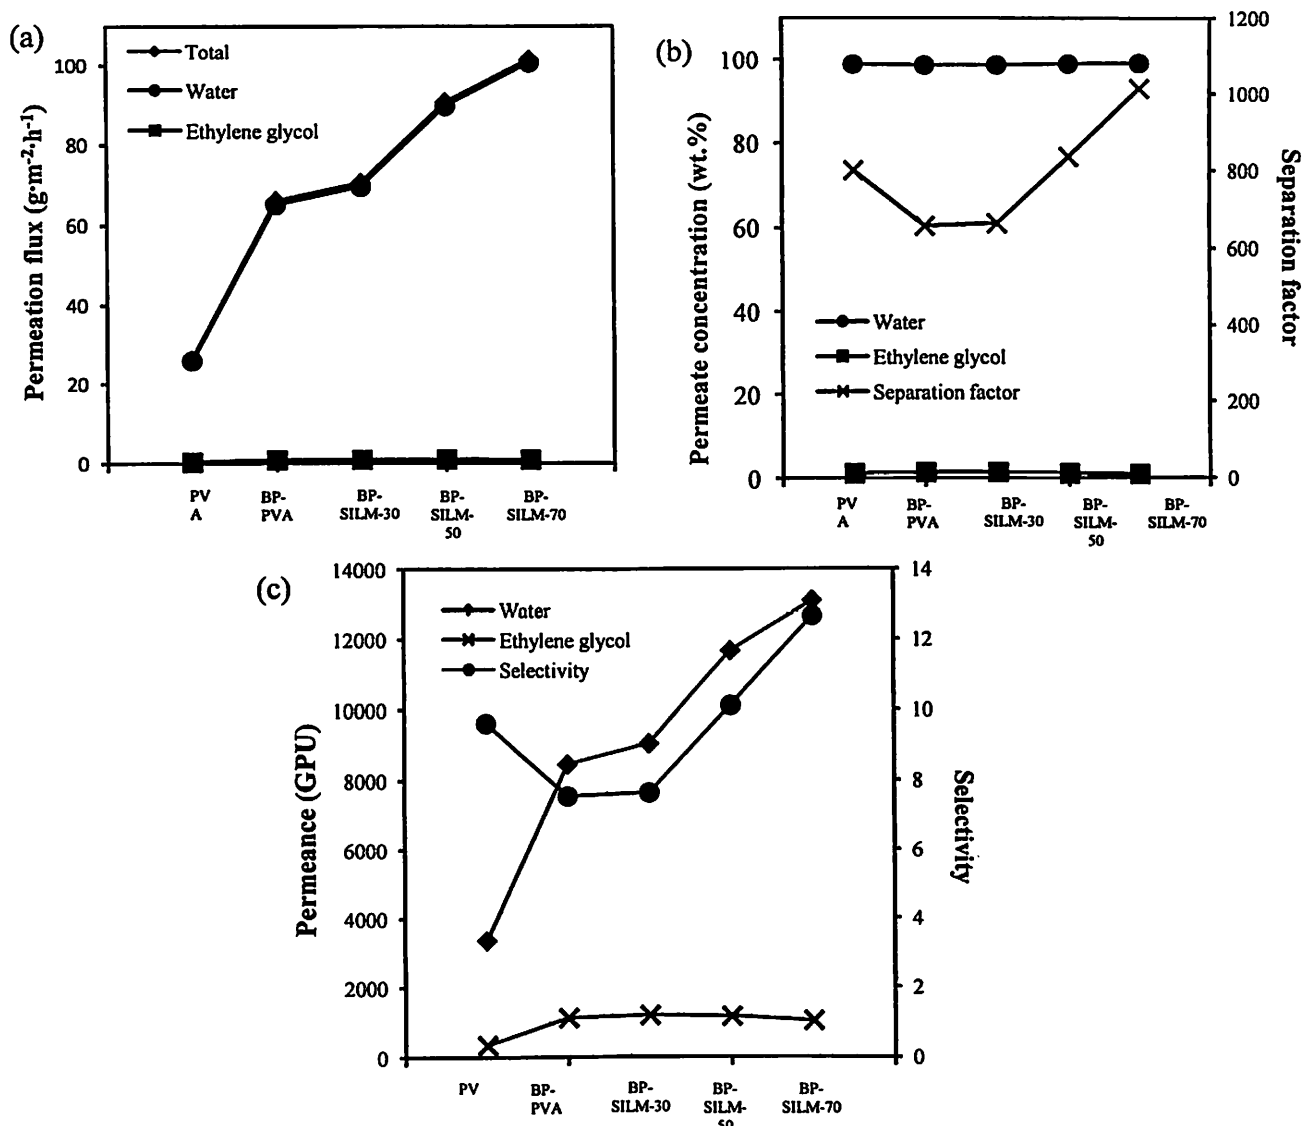 (a)
Total
Water
Ethylene glycol
Permeation flux (g·m-2·h-1)
100
80
60
40
20
0
PV
A
BP-
PVA
BP-
SILM-30
BP-
SILM-
50
BP-
SILM-70
(b)
Permeate concentration (wt.%)
100
80
60
40
20
0
Water
Ethylene glycol
Separation factor
1200
1000
800
600
400
200
0
Separation factor
PV
A
BP-
PVA
BP-
SILM-30
BP-
SILM-
50
BP-
SILM-70
(c)
Permeance (GPU)
14000
12000
10000
8000
6000
4000
2000
0
Water
Ethylene glycol
Selectivity
14
12
10
8
6
4
2
0
Selectivity
PV
BP-
PVA
BP-
SILM-30
BP-
SILM-
50
BP-
SILM-70